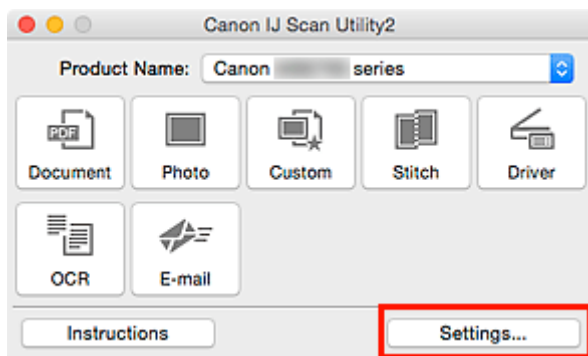 Canon IJ Scan Utility2
Product Name: Canon series
PDF
Document Photo Custom Stitch Driver
OCR E-mail
Instructions Settings...